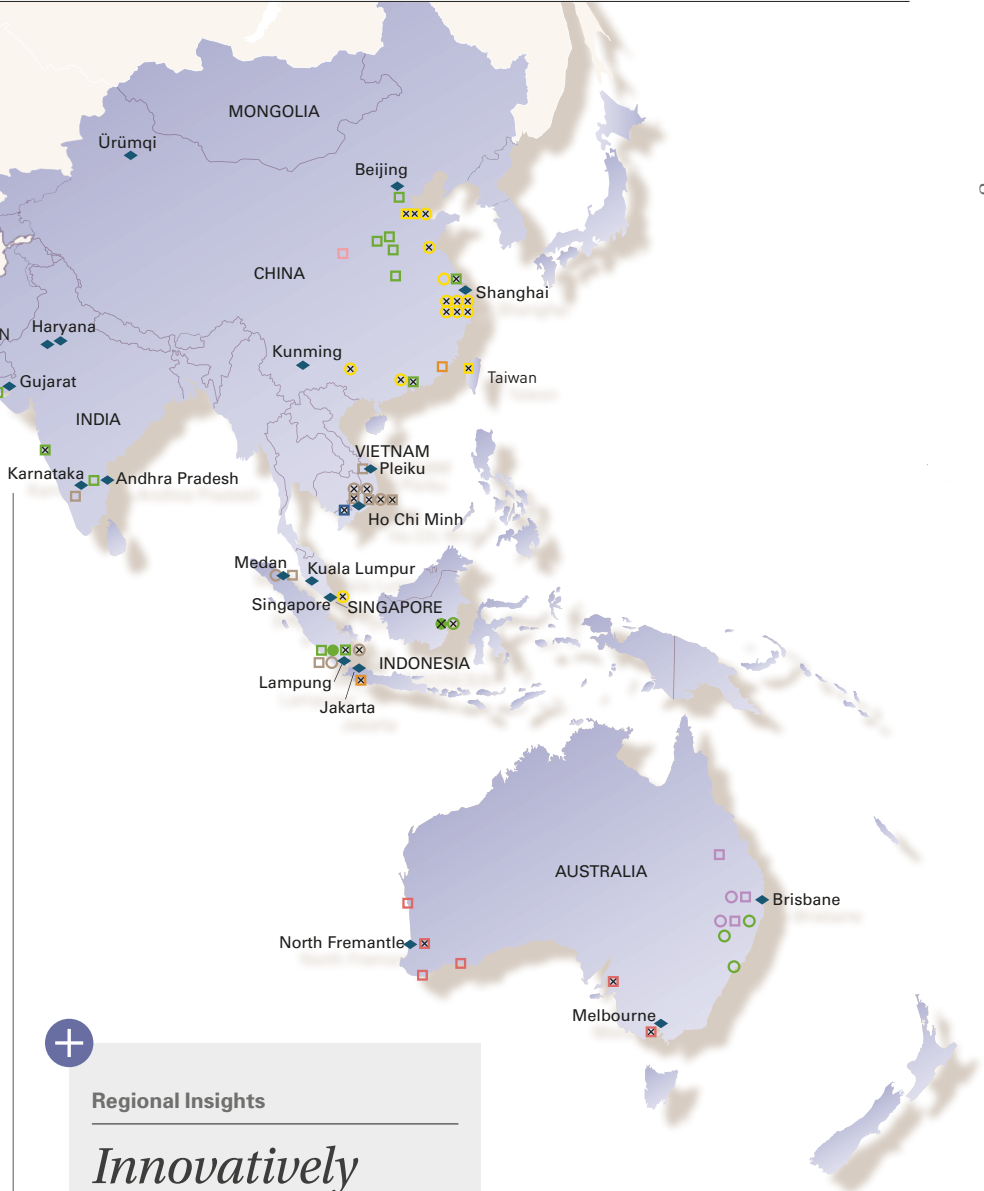 MONGOLIA
Ürümqi
Beijing
CHINA
Shanghai
N
Haryana
Kunming
Gujarat
Taiwan
INDIA
VIETNAM
Pleiku
Karnataka
Andhra Pradesh
Ho Chi Minh
Medan
Kuala Lumpur
Singapore
SINGAPORE
INDONESIA
Lampung
Jakarta
AUSTRALIA
Brisbane
North Fremantle
Melbourne
Regional Insights
Innovatively